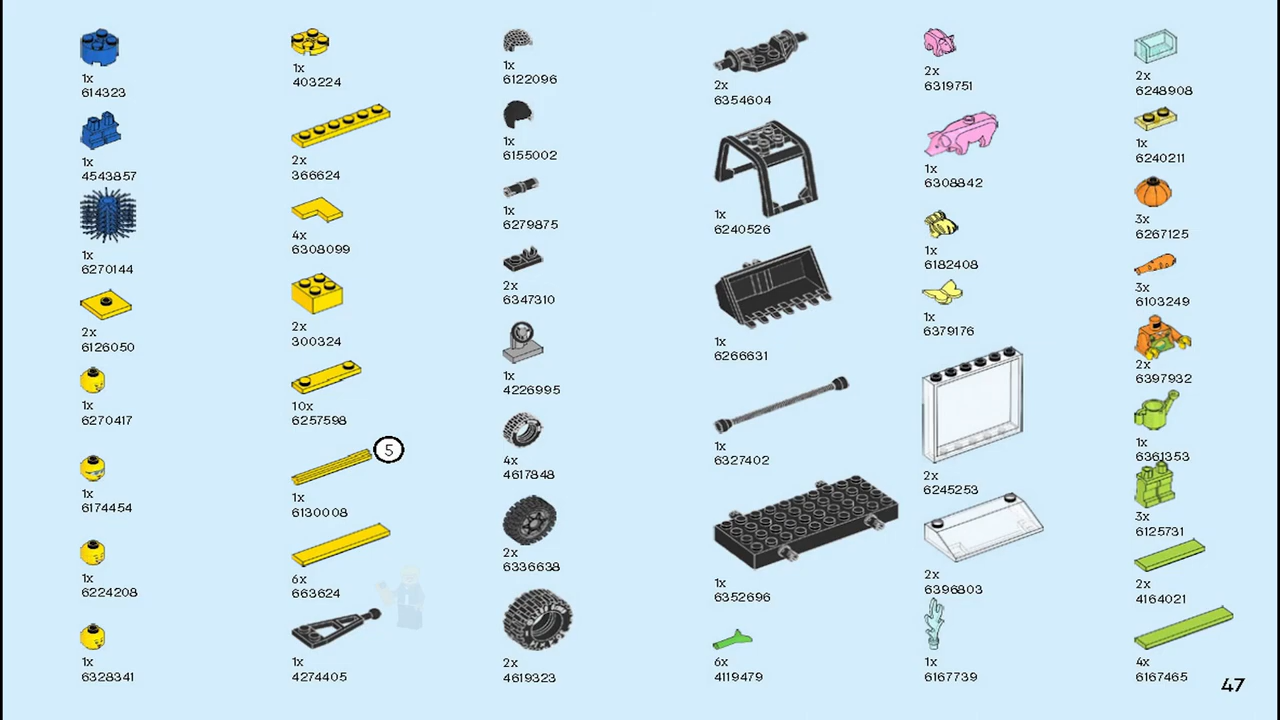 1x
614323
1x
4543857
1x
6270144
2x
6126050
1x
6270417
1x
6174454
1x
6224208
1x
6328341
1x
403224
2x
366624
4x
6308099
2x
300324
10x
6257598
5
1x
6130008
6x
663624
1x
4274405
1x
6122096
1x
6155002
1x
6279875
2x
6347310
1x
4226995
4x
4617848
2x
6336638
2x
4619323
2x
6354604
1x
6240526
1x
6266631
1x
6327402
1x
6352696
6x
4119479
2x
6319751
1x
6308842
1x
6182408
1x
6379176
2x
6245253
2x
6396803
1x
6167739
2x
6248908
1x
6240211
3x
6267125
3x
6103249
2x
6397932
1x
6361353
3x
6125731
2x
4164021
4x
6167465
47